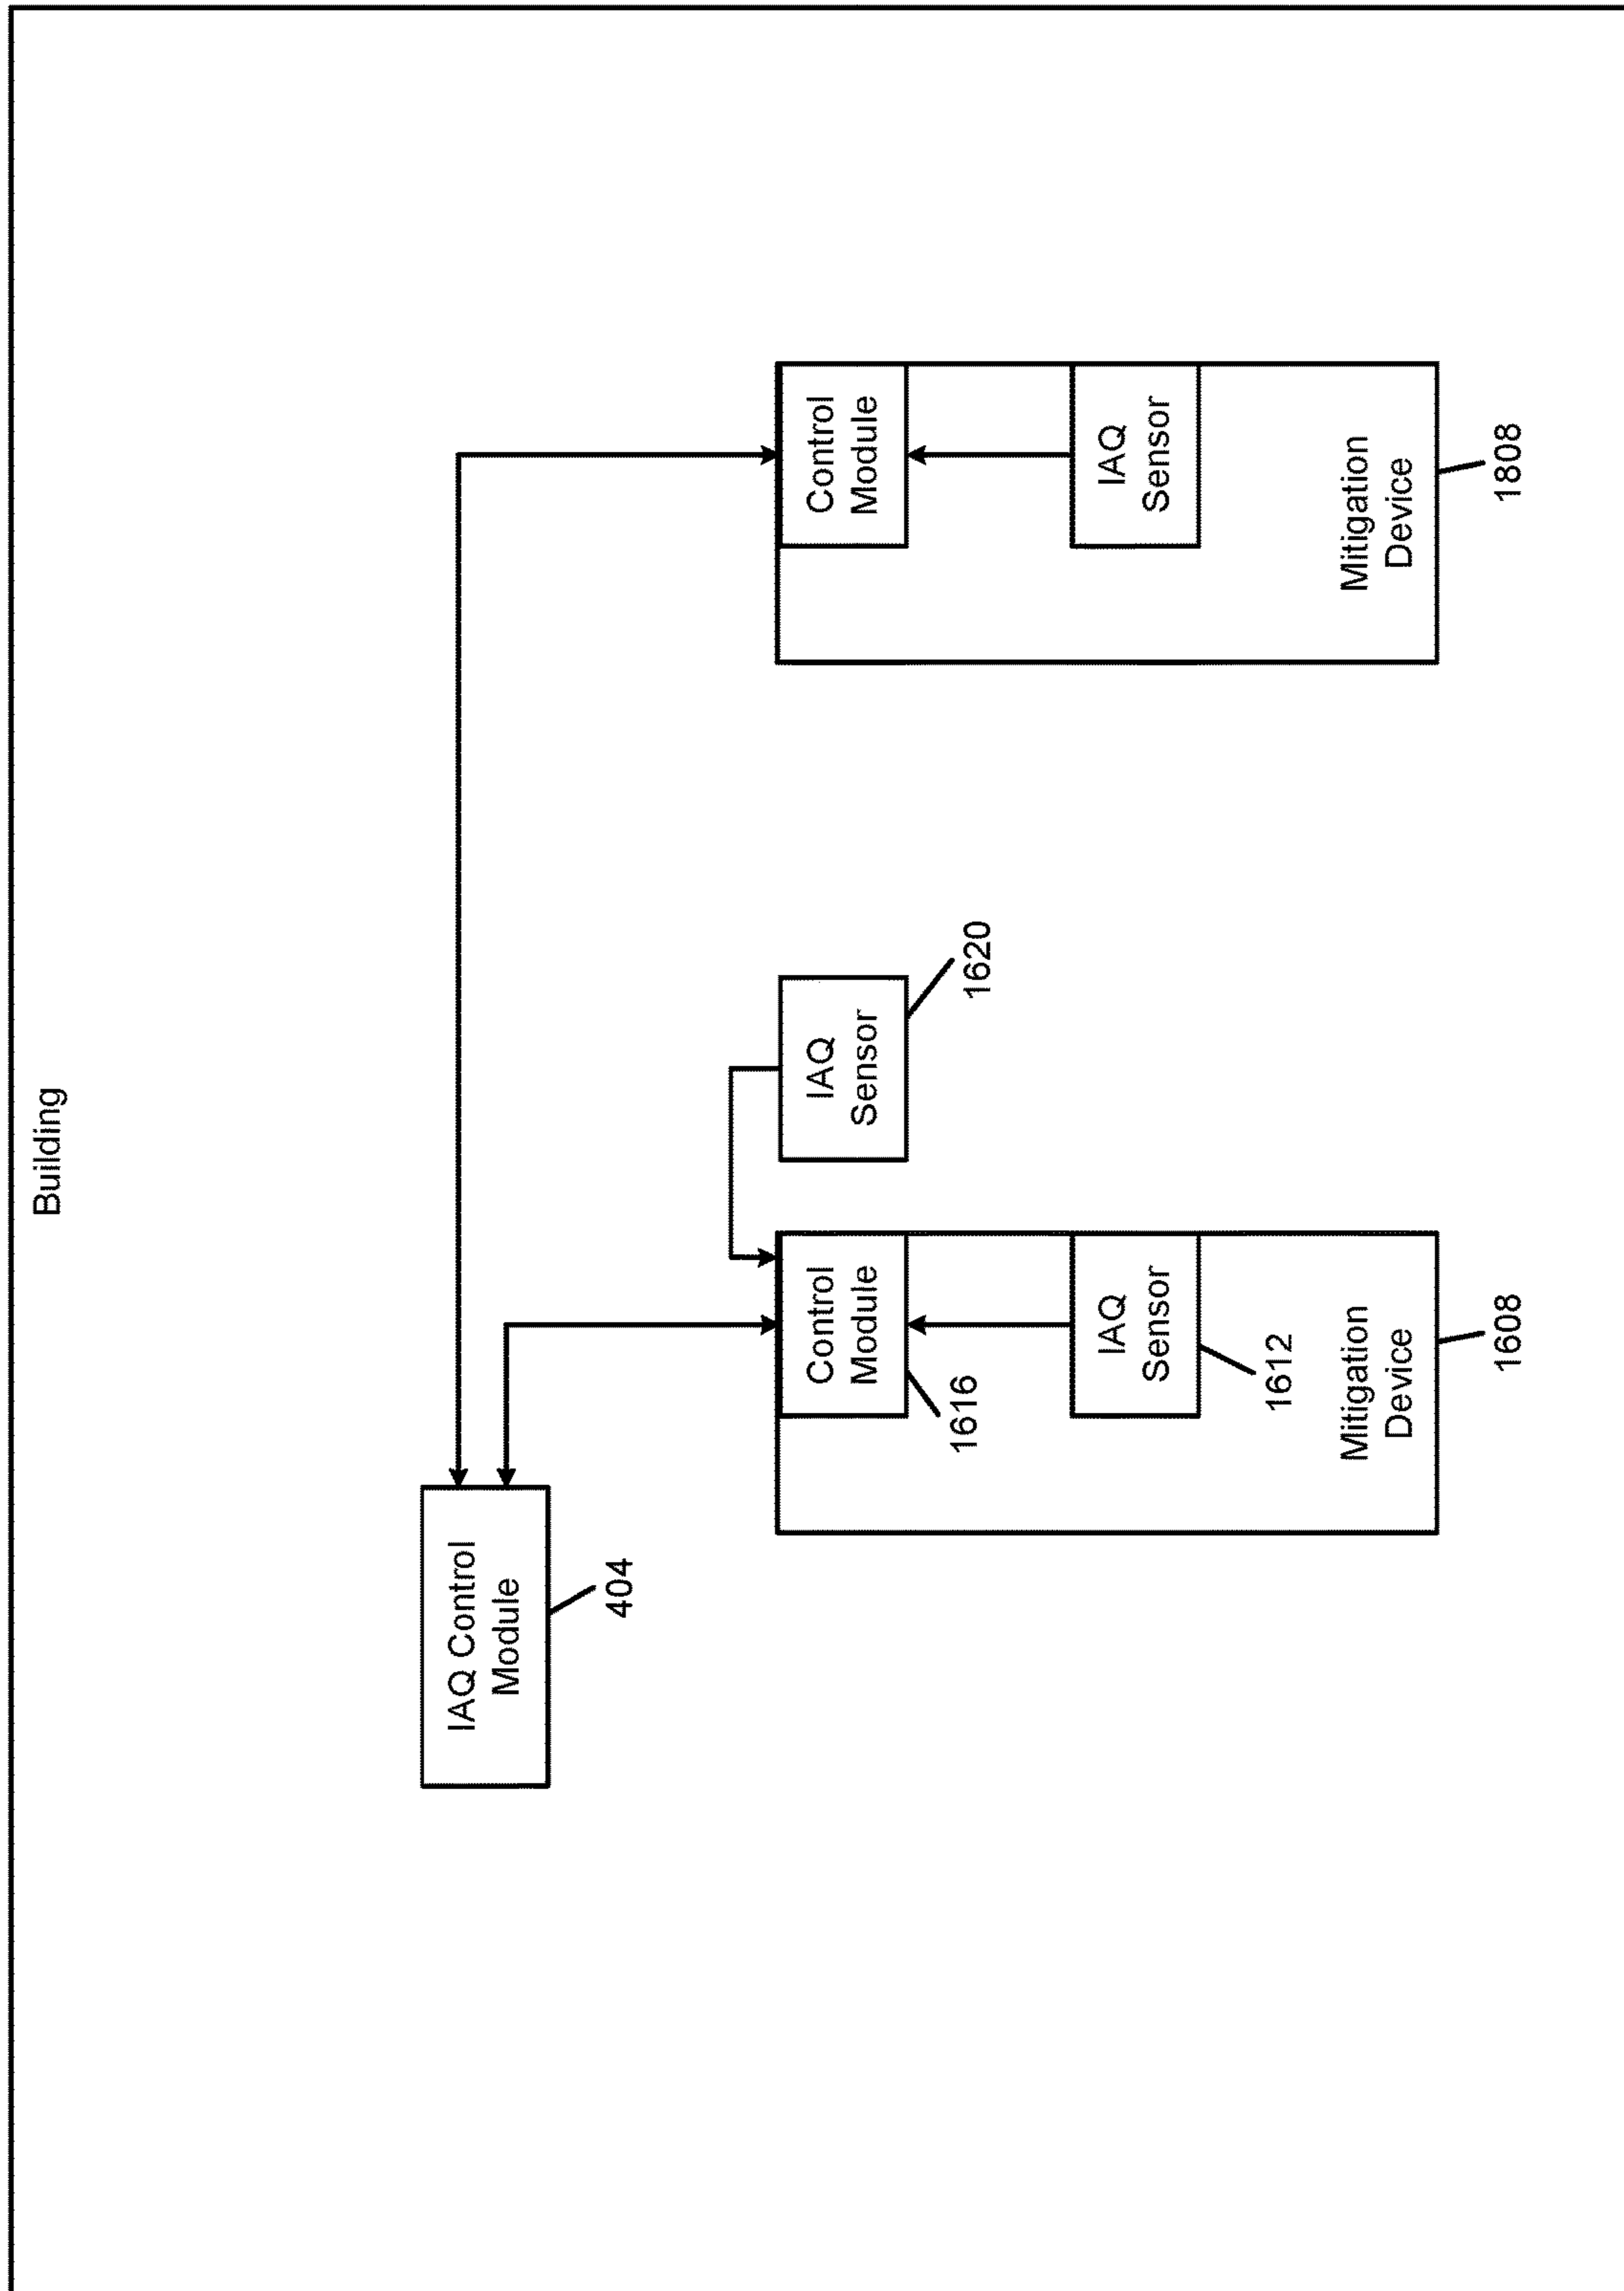 Building
IAQ Control
Module
404
Control
Module
1616
IAQ
Sensor
1612
Mitigation
Device
1608
IAQ
Sensor
1620
Control
Module
IAQ
Sensor
Mitigation
Device
1808